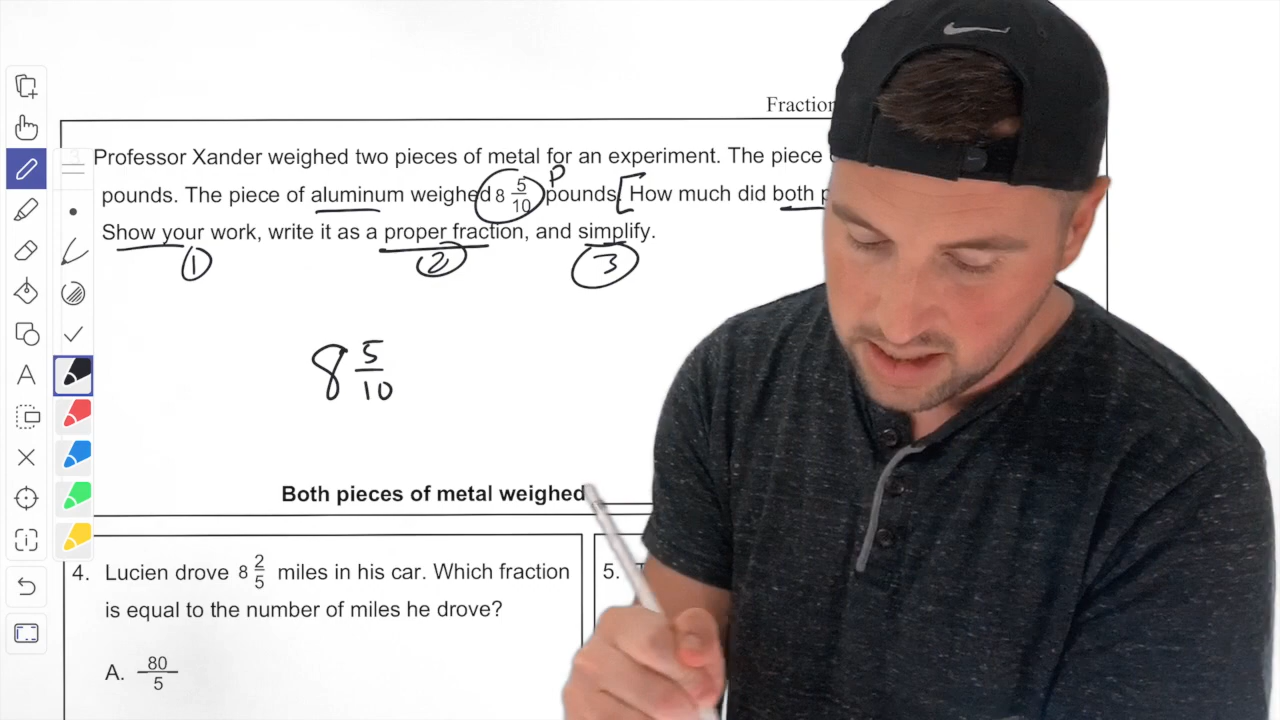 Fraction
3. Professor Xander weighed two pieces of metal for an experiment. The piece
pounds. The piece of aluminum weighed 8 5/10 pounds. How much did both
P
Show your work, write it as a proper fraction, and simplify.
1 2 3
8 5/10
Both pieces of metal weighed
4. Lucien drove 8 2/5 miles in his car. Which fraction
is equal to the number of miles he drove?
A. 80/5
5.
A